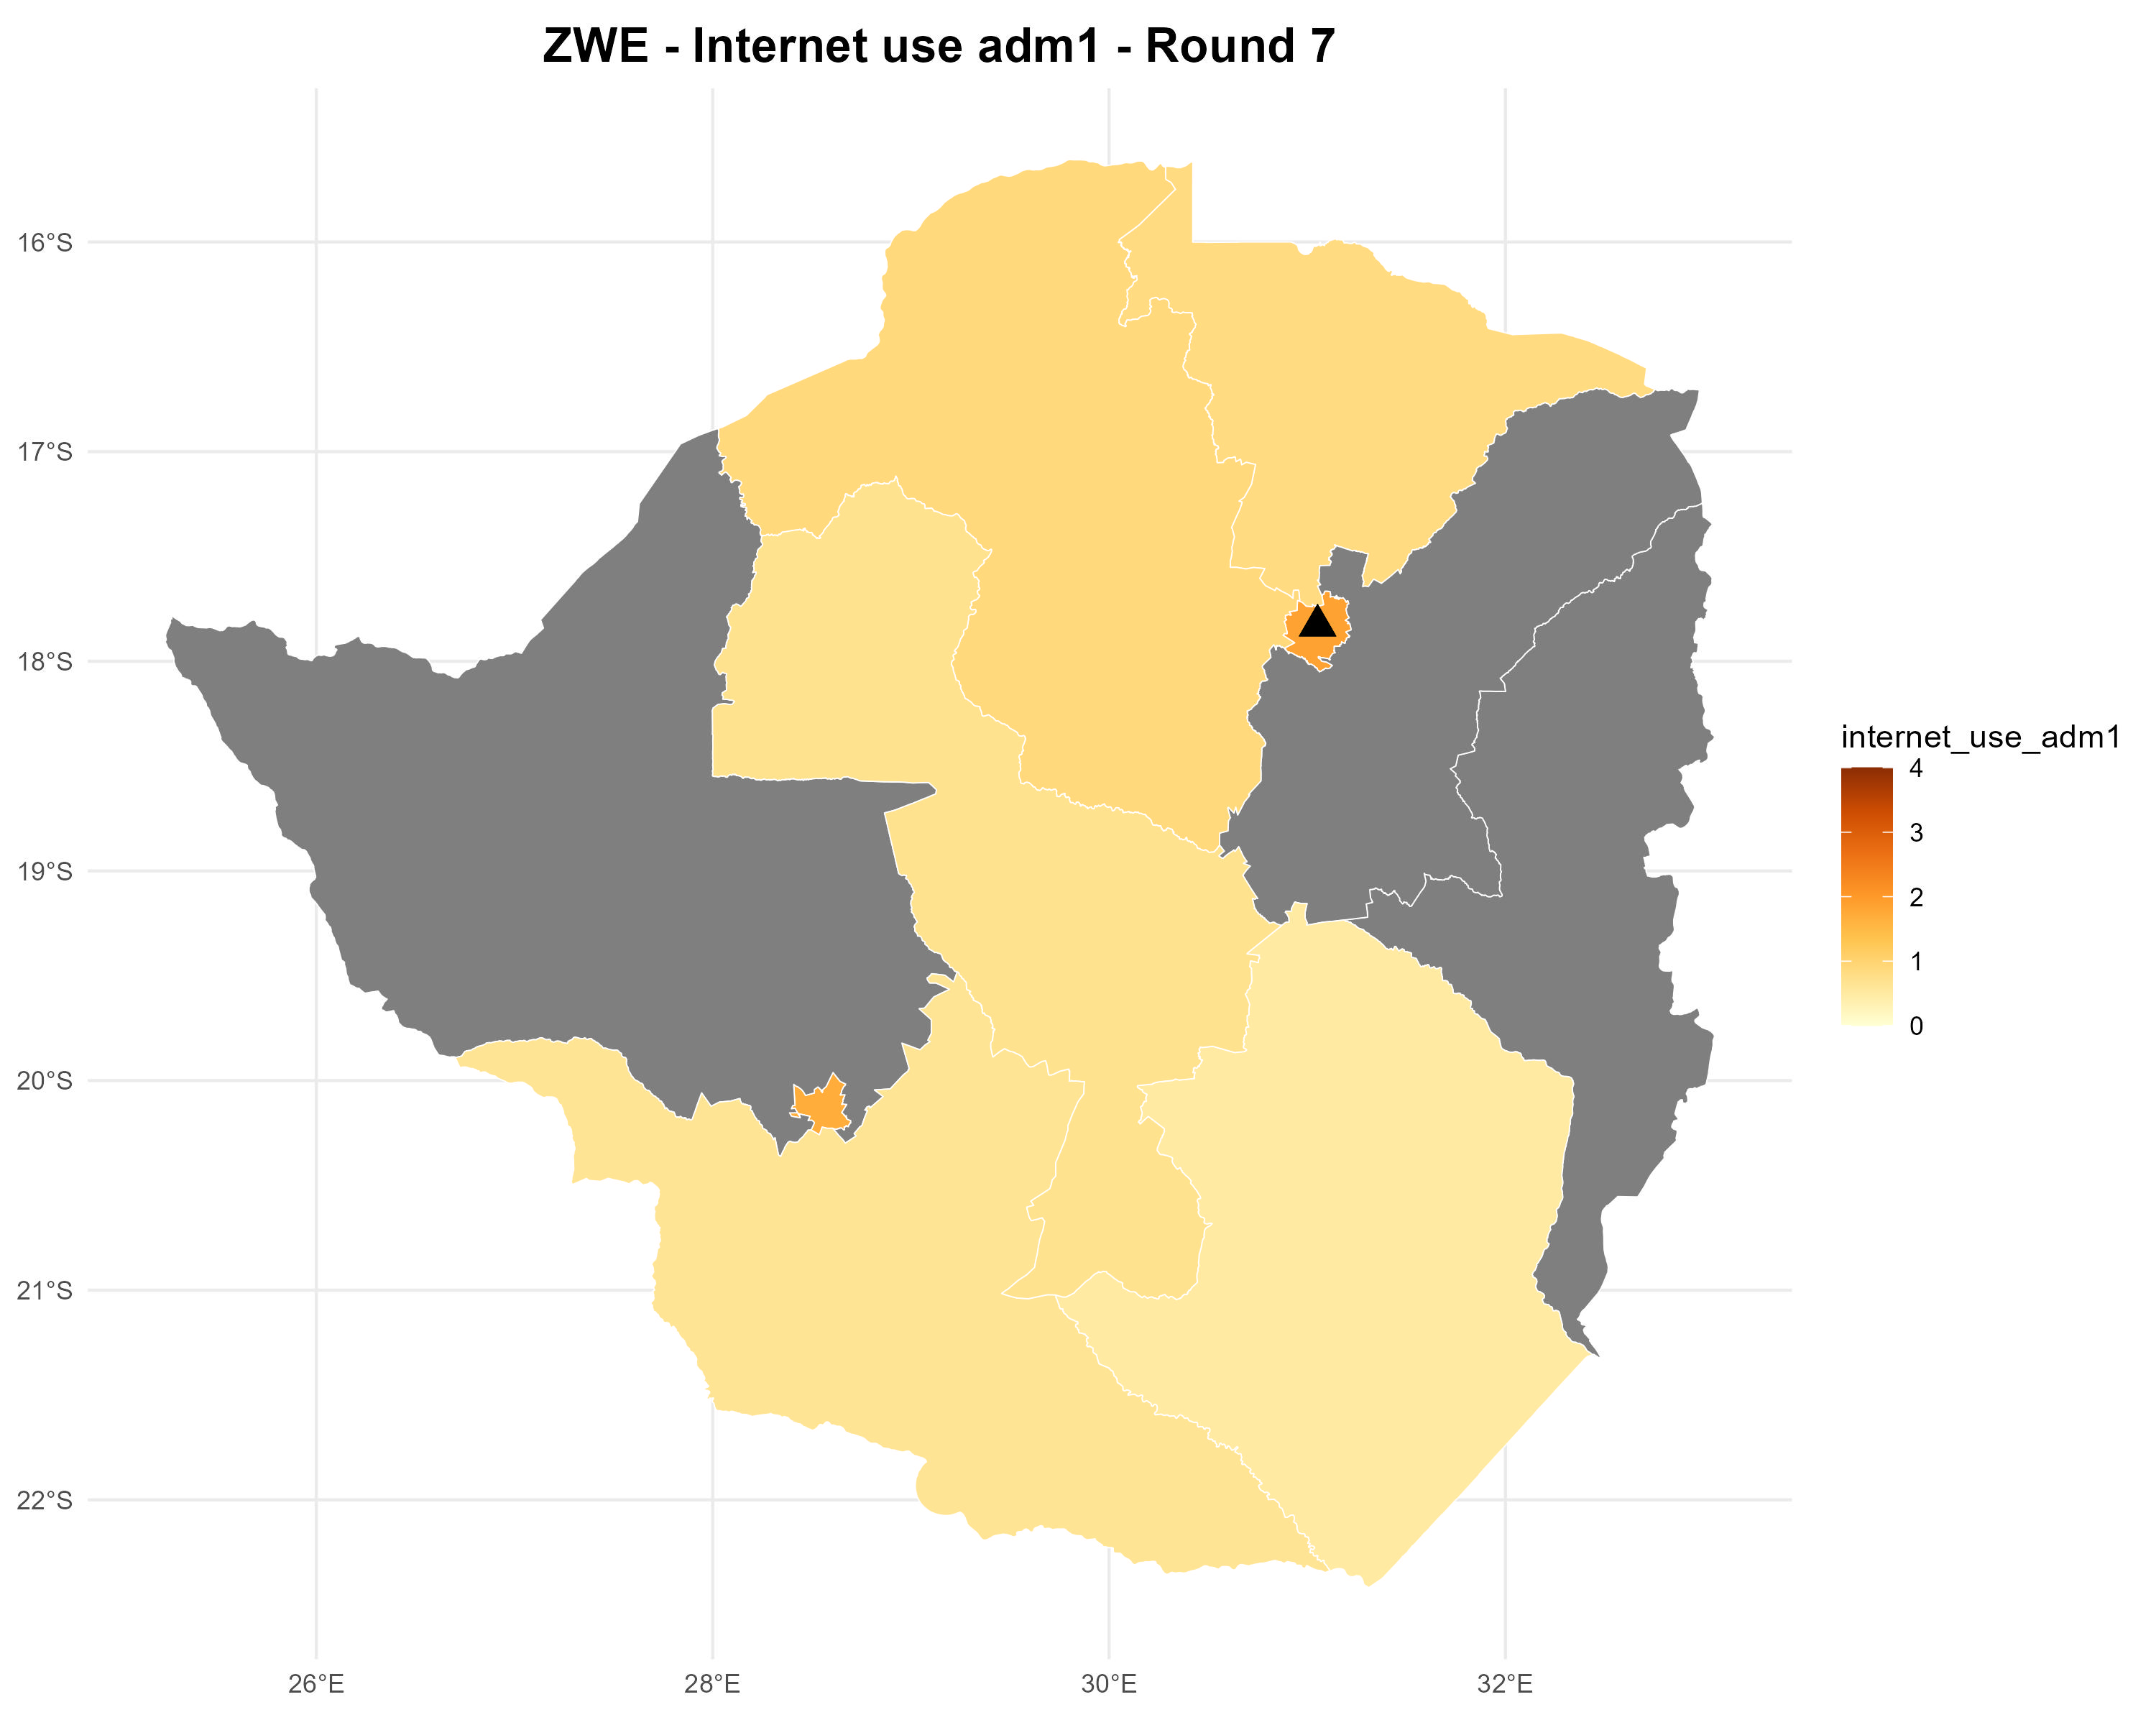 ZWE - Internet use adm1 - Round 7
16°S
17°S
18°S
19°S
20°S
21°S
22°S
26°E
28°E
30°E
32°E
internet_use_adm1
4
3
2
1
0